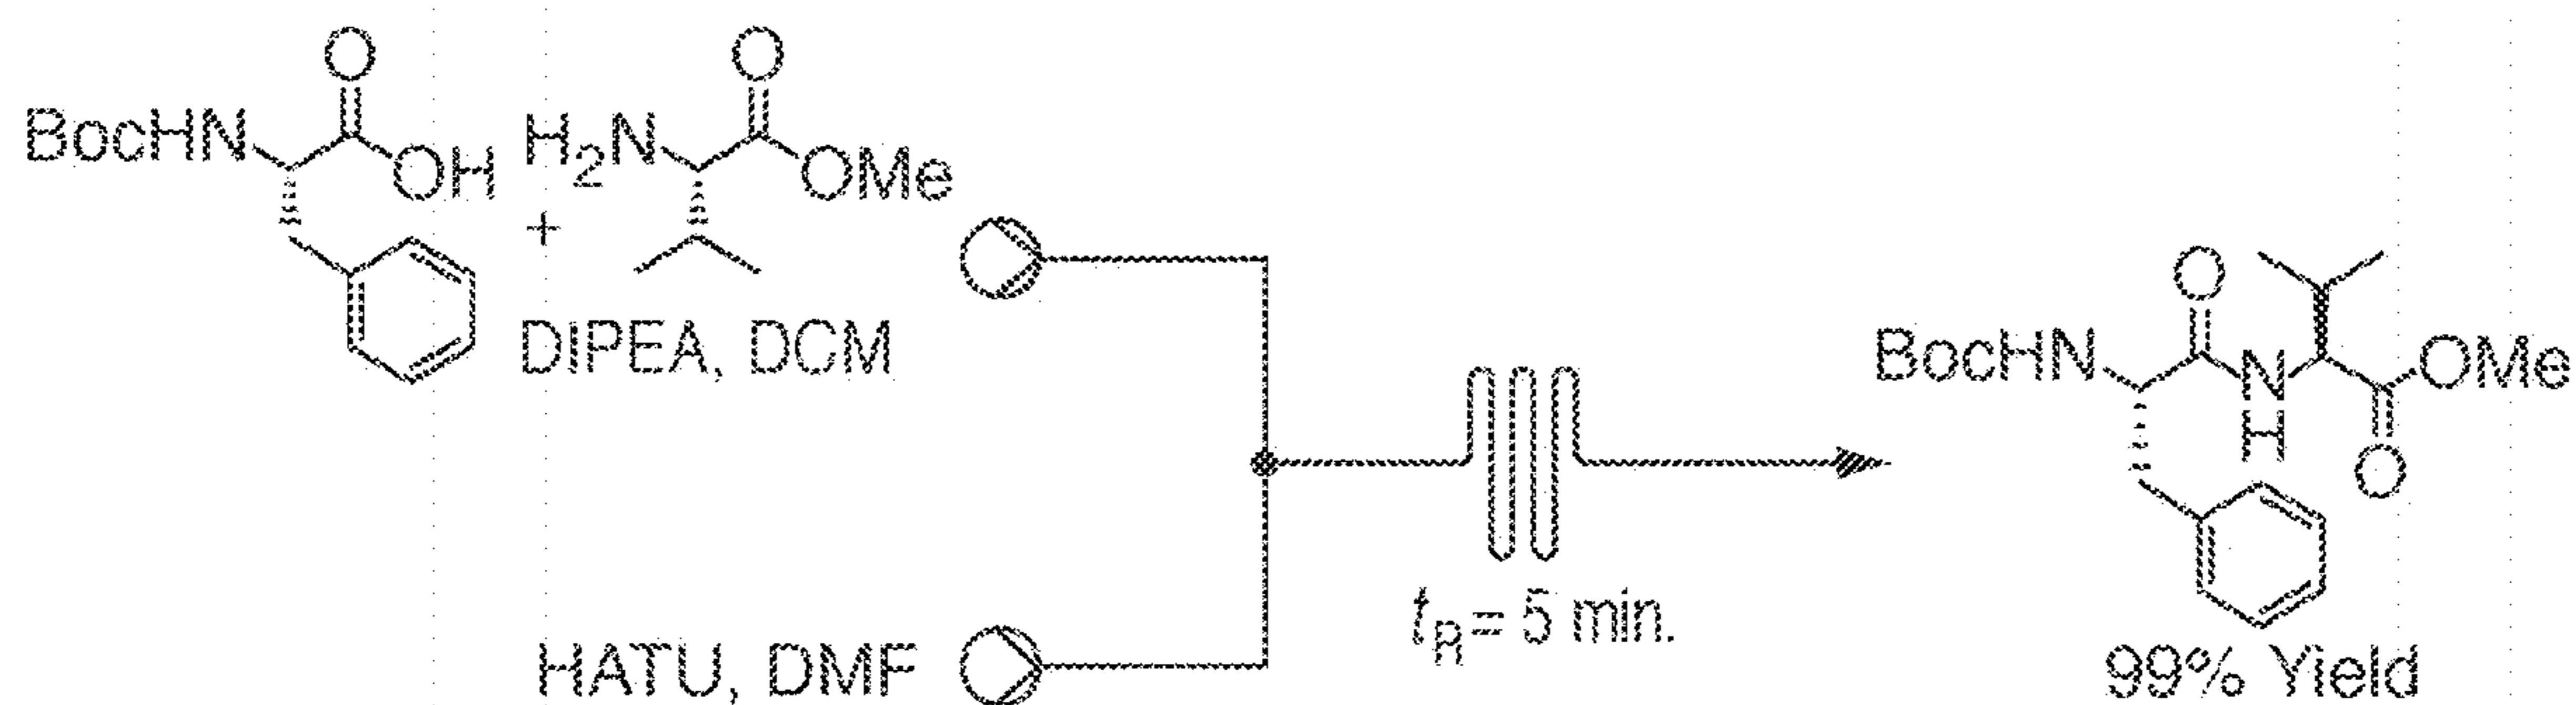 O
O
BocHN
OH
H₂N
OMe
+
DIPEA, DCM
HATU, DMF
tR = 5 min.
O
BocHN
N
H
OMe
O
99% Yield